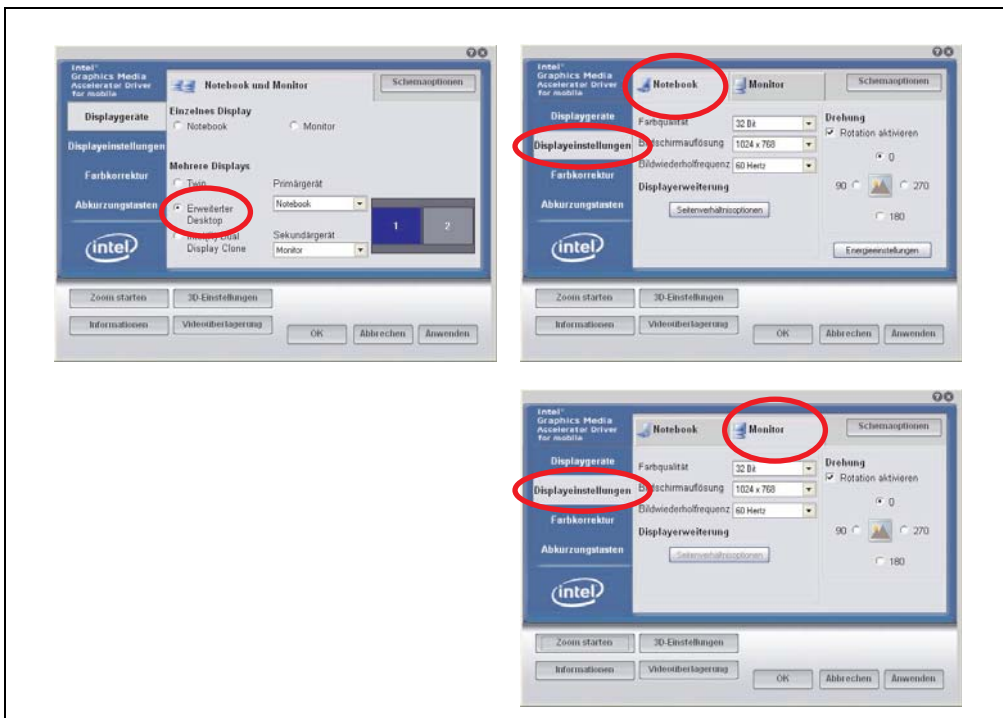 Intel®
Graphics Media
Accelerator Driver
for mobile
Notebook und Monitor
Schemaoptionen
Displaygeräte
Displayeinstellungen
Farbkorrektur
Abkürzungstasten
intel
Einzelnes Display
Notebook
Monitor
Mehrere Displays
Twin
Primärgerät
Erweiterter
Desktop
Notebook
Intel(R) Dual
Display Clone
Sekundärgerät
Monitor
1
2
Zoom starten
3D-Einstellungen
Informationen
Videoüberlagerung
OK
Abbrechen
Anwenden
Intel®
Graphics Media
Accelerator Driver
for mobile
Notebook
Monitor
Schemaoptionen
Displaygeräte
Displayeinstellungen
Farbkorrektur
Abkürzungstasten
intel
Farbqualität
32 Bit
Bildschirmauflösung
1024 x 768
Bildwiederholfrequenz
60 Hertz
Displayerweiterung
Seitenverhältnisoptionen
Drehung
Rotation aktivieren
0
90
270
180
Energieeinstellungen
Zoom starten
3D-Einstellungen
Informationen
Videoüberlagerung
OK
Abbrechen
Anwenden
Intel®
Graphics Media
Accelerator Driver
for mobile
Notebook
Monitor
Schemaoptionen
Displaygeräte
Displayeinstellungen
Farbkorrektur
Abkürzungstasten
intel
Farbqualität
32 Bit
Bildschirmauflösung
1024 x 768
Bildwiederholfrequenz
60 Hertz
Displayerweiterung
Seitenverhältnisoptionen
Drehung
Rotation aktivieren
0
90
270
180
Zoom starten
3D-Einstellungen
Informationen
Videoüberlagerung
OK
Abbrechen
Anwenden